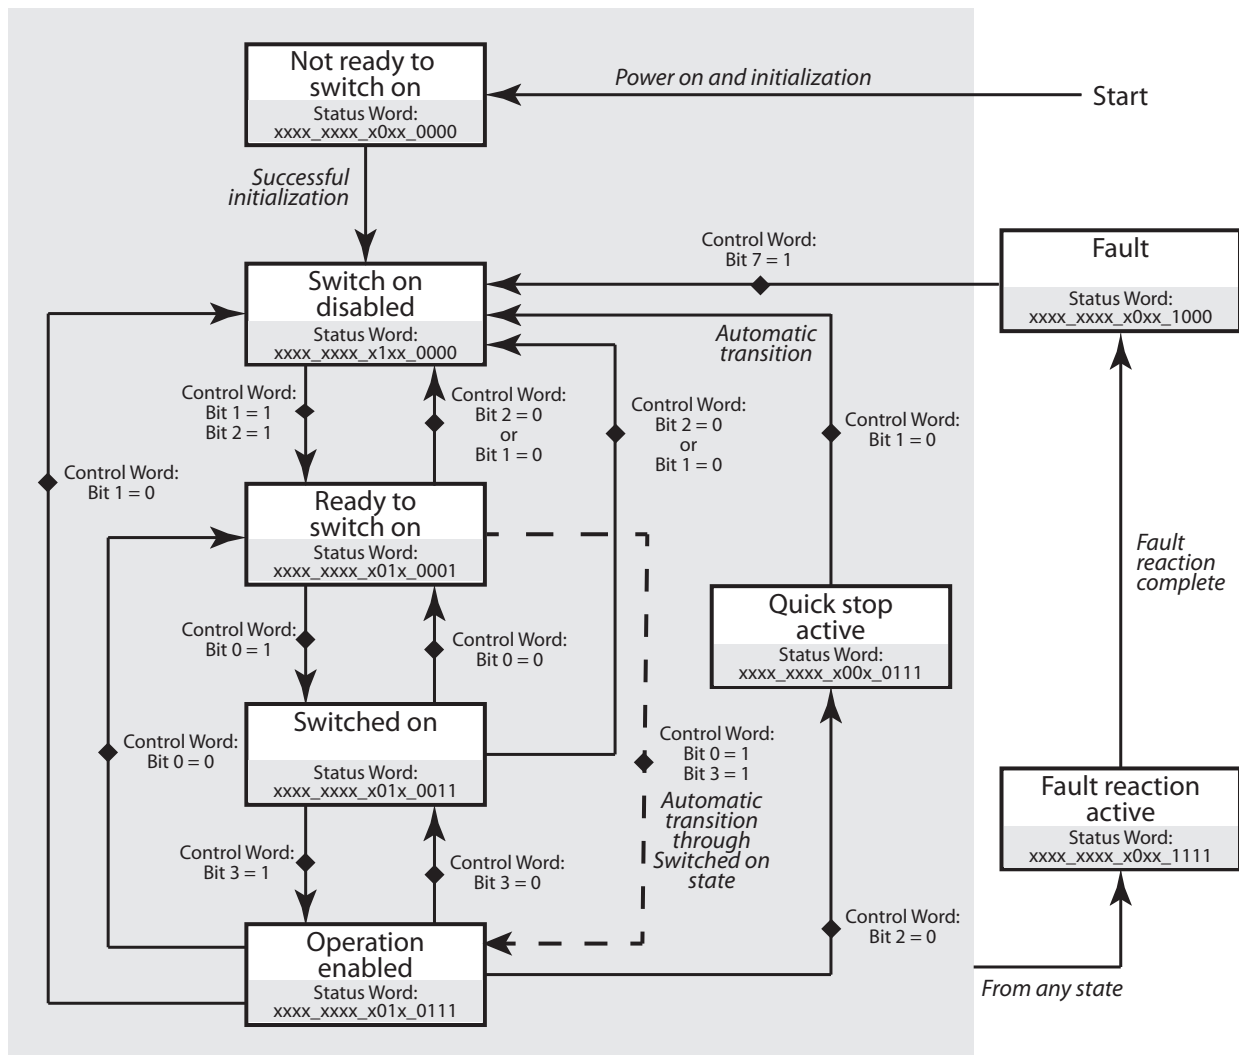 Not ready to
switch on
Status Word:
xxxx_xxxx_x0xx_0000
Power on and initialization
Start
Successful
initialization
Control Word:
Bit 7 = 1
Fault
Status Word:
xxxx_xxxx_x0xx_1000
Switch on
disabled
Status Word:
xxxx_xxxx_x1xx_0000
Automatic
transition
Control Word:
Bit 1 = 1
Bit 2 = 1
Control Word:
Bit 2 = 0
or
Bit 1 = 0
Control Word:
Bit 2 = 0
or
Bit 1 = 0
Control Word:
Bit 1 = 0
Control Word:
Bit 1 = 0
Ready to
switch on
Status Word:
xxxx_xxxx_x01x_0001
Fault
reaction
complete
Quick stop
active
Status Word:
xxxx_xxxx_x00x_0111
Control Word:
Bit 0 = 1
Control Word:
Bit 0 = 0
Switched on
Status Word:
xxxx_xxxx_x01x_0011
Control Word:
Bit 0 = 0
Control Word:
Bit 0 = 1
Bit 3 = 1
Automatic
transition
through
Switched on
state
Fault reaction
active
Status Word:
xxxx_xxxx_x0xx_1111
Control Word:
Bit 3 = 1
Control Word:
Bit 3 = 0
Control Word:
Bit 2 = 0
Operation
enabled
Status Word:
xxxx_xxxx_x01x_0111
From any state